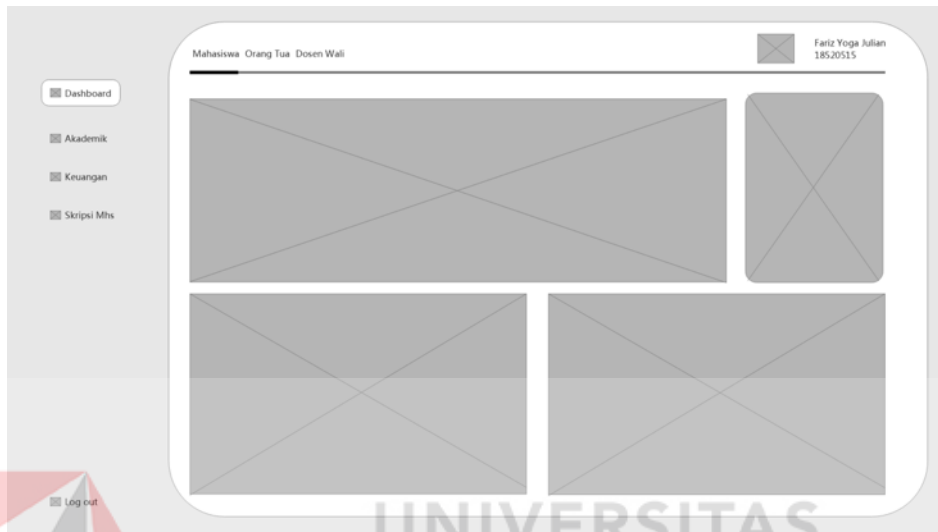 Mahasiswa Orang Tua Dosen Wali
Fariz Yoga Julian
18520515
Dashboard
Akademik
Keuangan
Skripsi Mhs
Log out
UNIVERSITAS